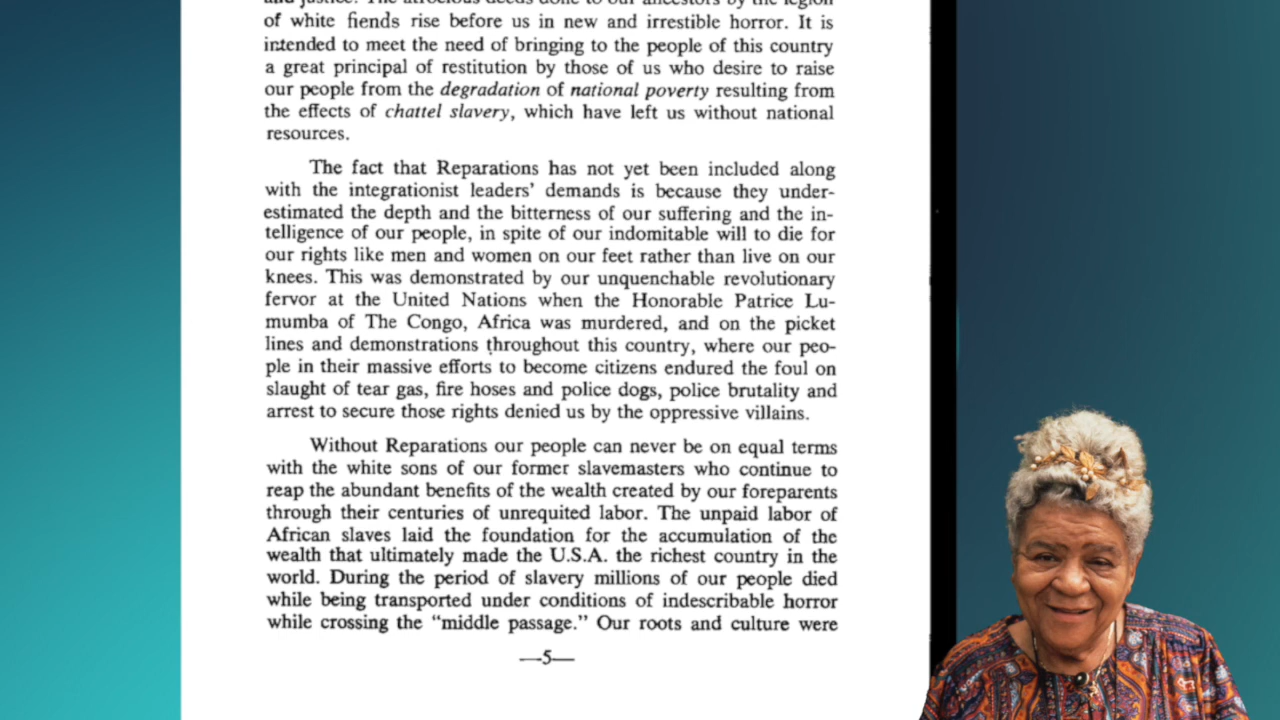 and justice. The atrocious deeds done to our ancestors by the legion
of white fiends rise before us in new and irrestible horror. It is
intended to meet the need of bringing to the people of this country
a great principal of restitution by those of us who desire to raise
our people from the degradation of national poverty resulting from
the effects of chattel slavery, which have left us without national
resources.
The fact that Reparations has not yet been included along
with the integrationist leaders' demands is because they under-
estimated the depth and the bitterness of our suffering and the in-
telligence of our people, in spite of our indomitable will to die for
our rights like men and women on our feet rather than live on our
knees. This was demonstrated by our unquenchable revolutionary
fervor at the United Nations when the Honorable Patrice Lu-
mumba of The Congo, Africa was murdered, and on the picket
lines and demonstrations throughout this country, where our peo-
ple in their massive efforts to become citizens endured the foul on
slaught of tear gas, fire hoses and police dogs, police brutality and
arrest to secure those rights denied us by the oppressive villains.
Without Reparations our people can never be on equal terms
with the white sons of our former slavemasters who continue to
reap the abundant benefits of the wealth created by our foreparents
through their centuries of unrequited labor. The unpaid labor of
African slaves laid the foundation for the accumulation of the
wealth that ultimately made the U.S.A. the richest country in the
world. During the period of slavery millions of our people died
while being transported under conditions of indescribable horror
while crossing the "middle passage." Our roots and culture were
—5—